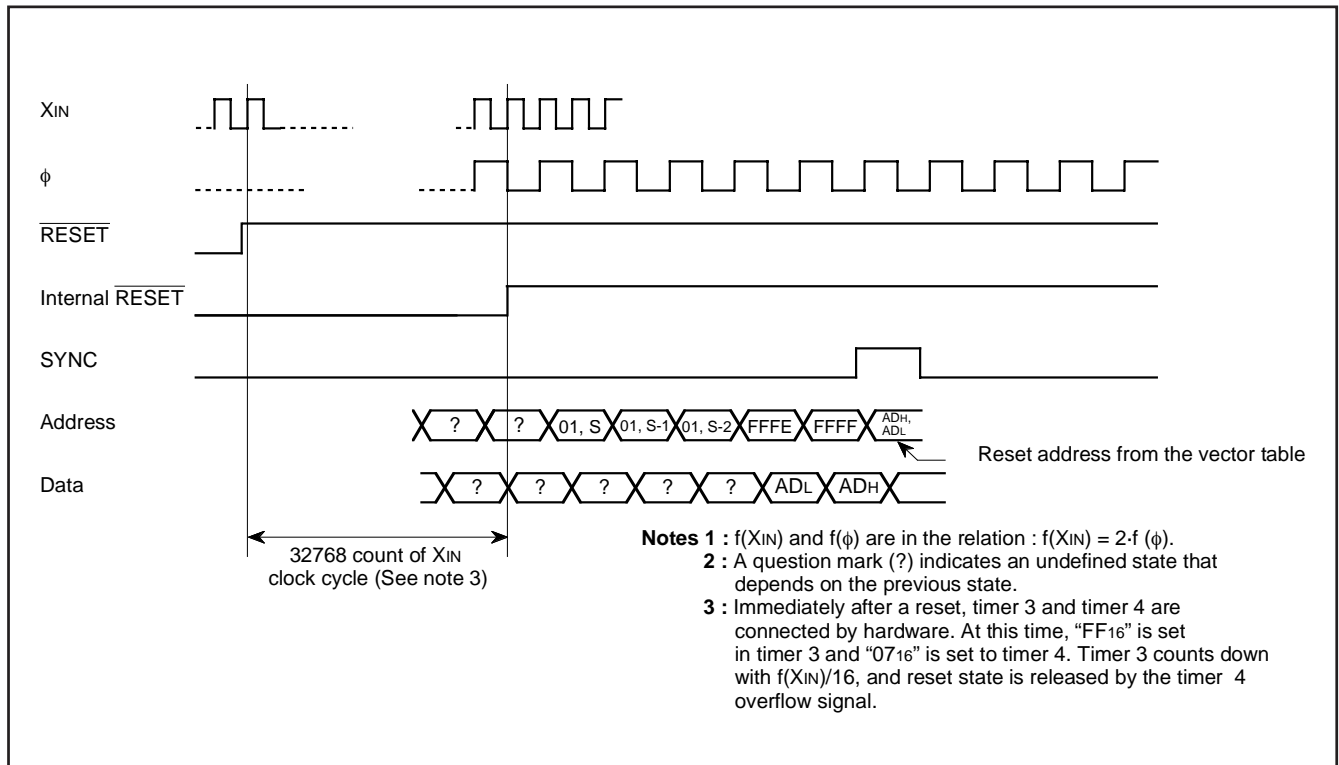 XIN
ϕ
RESET
Internal RESET
SYNC
Address
? ? 01, S 01, S-1 01, S-2 FFFE FFFF ADH, ADL
Reset address from the vector table
Data
? ? ? ? ? ADL ADH
32768 count of XIN
clock cycle (See note 3)
Notes 1 : f(XIN) and f(ϕ) are in the relation : f(XIN) = 2·f (ϕ).
2 : A question mark (?) indicates an undefined state that
depends on the previous state.
3 : Immediately after a reset, timer 3 and timer 4 are
connected by hardware. At this time, “FF16” is set
in timer 3 and “0716” is set to timer 4. Timer 3 counts down
with f(XIN)/16, and reset state is released by the timer 4
overflow signal.